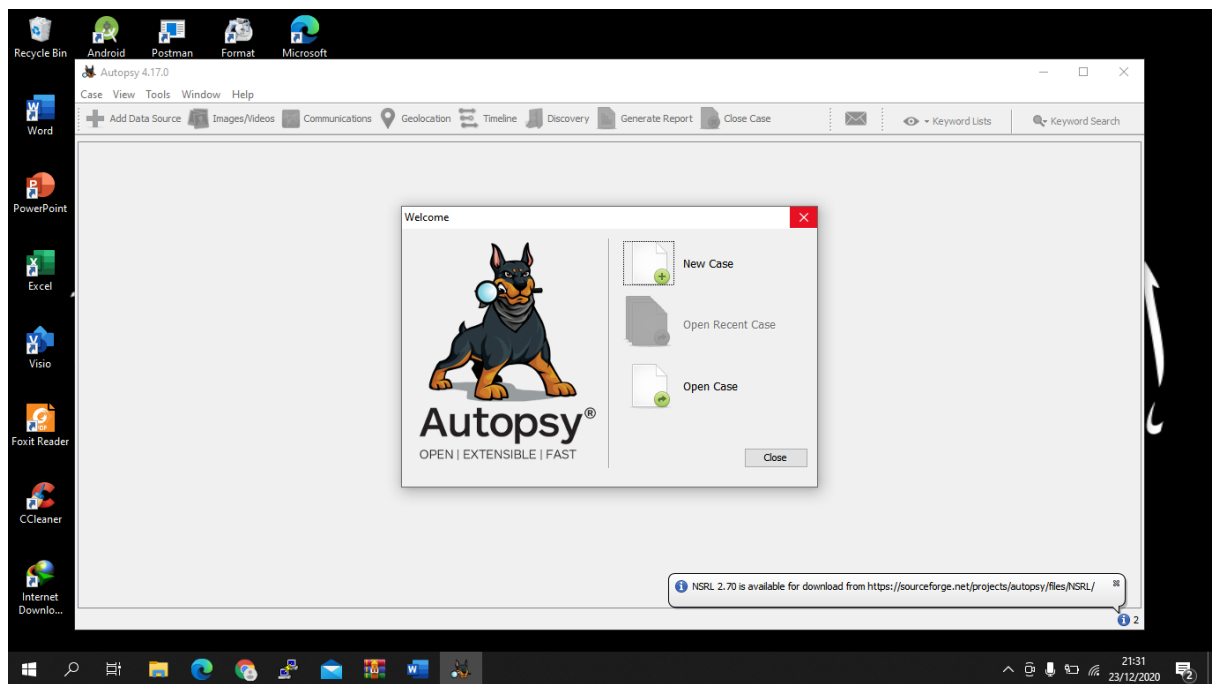 Recycle Bin
Android
Postman
Format
Microsoft
Autopsy 4.17.0
Case View Tools Window Help
Add Data Source Images/Videos Communications Geolocation Timeline Discovery Generate Report Close Case Keyword Lists Keyword Search
Word
PowerPoint
Excel
Visio
Foxit Reader
CCleaner
Internet
Downlo...
Welcome
New Case
Open Recent Case
Open Case
Autopsy®
OPEN | EXTENSIBLE | FAST
Close
NSRL 2.70 is available for download from https://sourceforge.net/projects/autopsy/files/NSRL/
2
21:31
23/12/2020
2